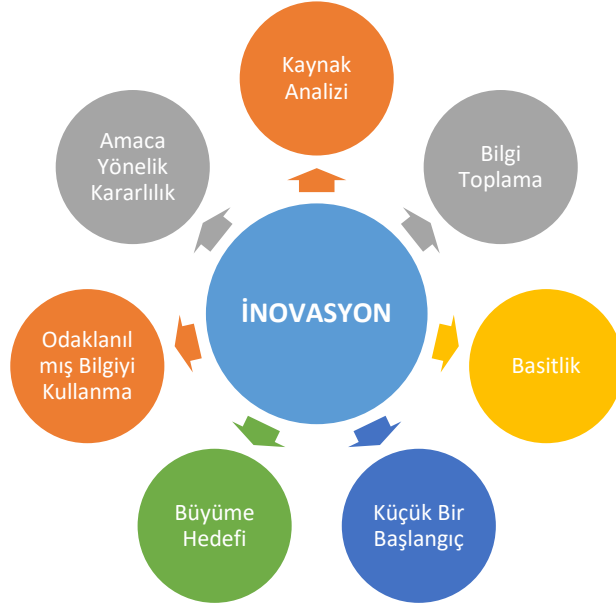 Kaynak
Analizi
Bilgi
Toplama
Basitlik
Küçük Bir
Başlangıç
Büyüme
Hedefi
Odaklanıl
mış Bilgiyi
Kullanma
Amaca
Yönelik
Kararlılık
İNOVASYON